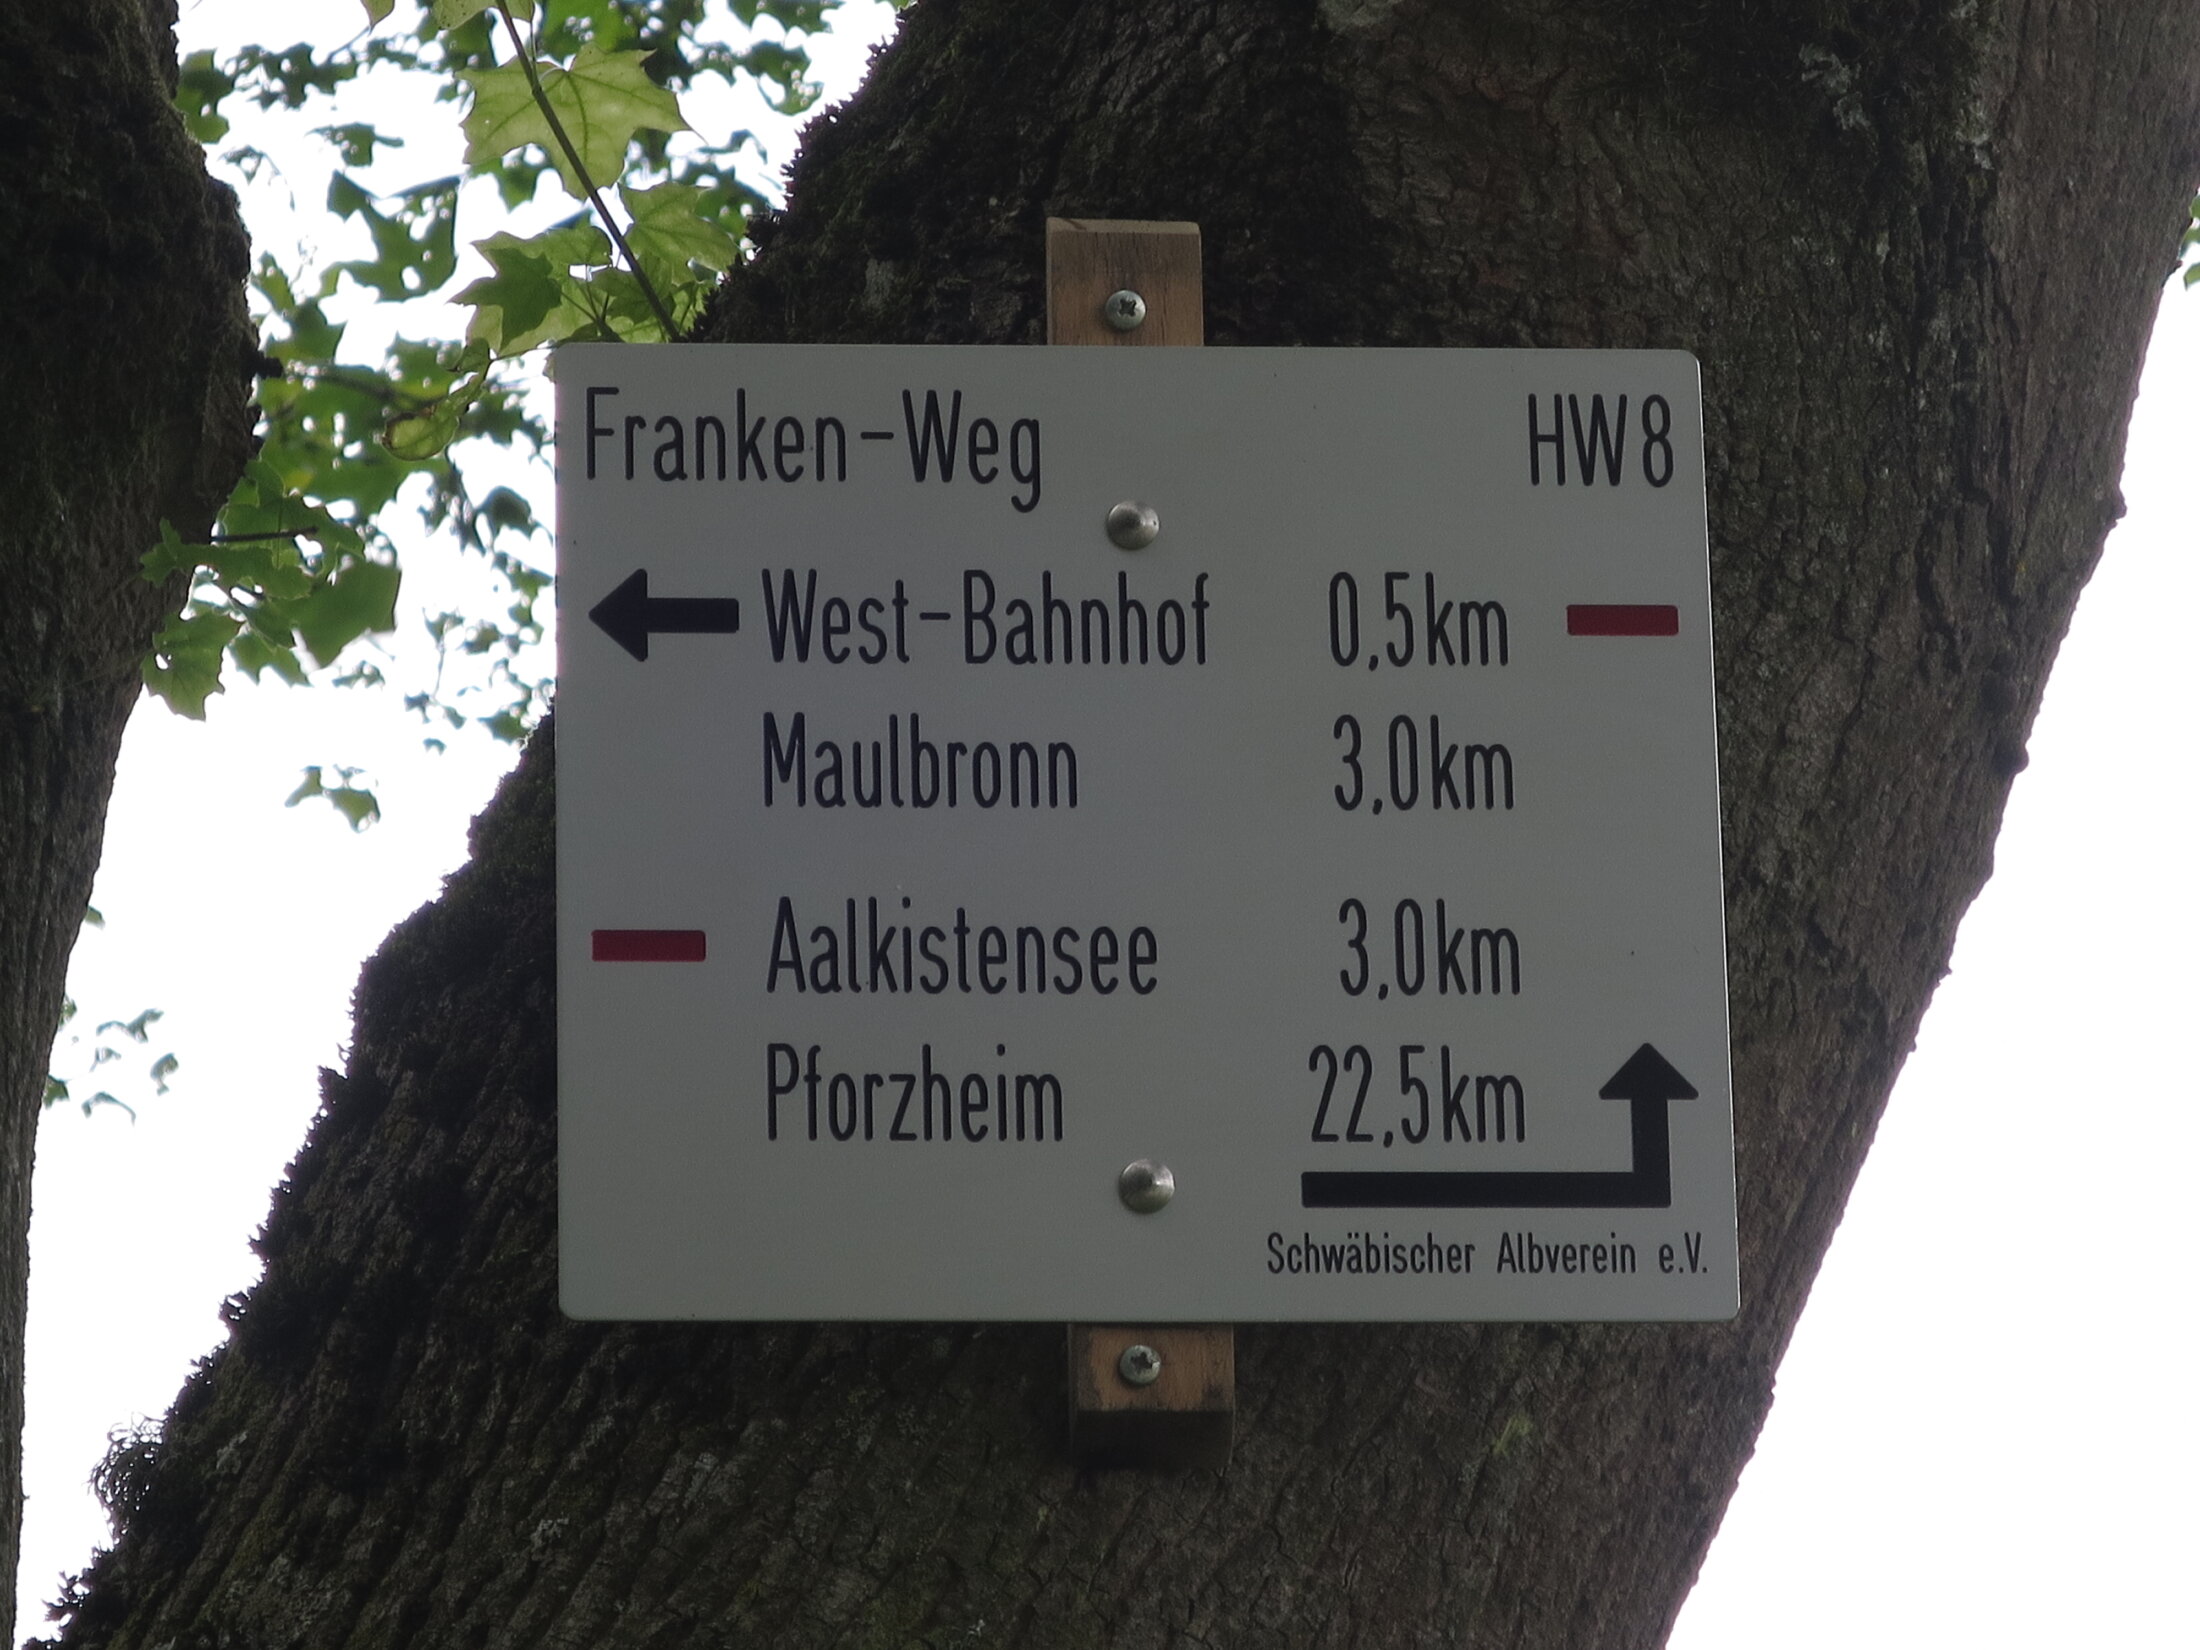 Franken-Weg HW8
West-Bahnhof 0,5km
Maulbronn 3,0km
Aalkistensee 3,0km
Pforzheim 22,5km
Schwäbischer Albverein e.V.